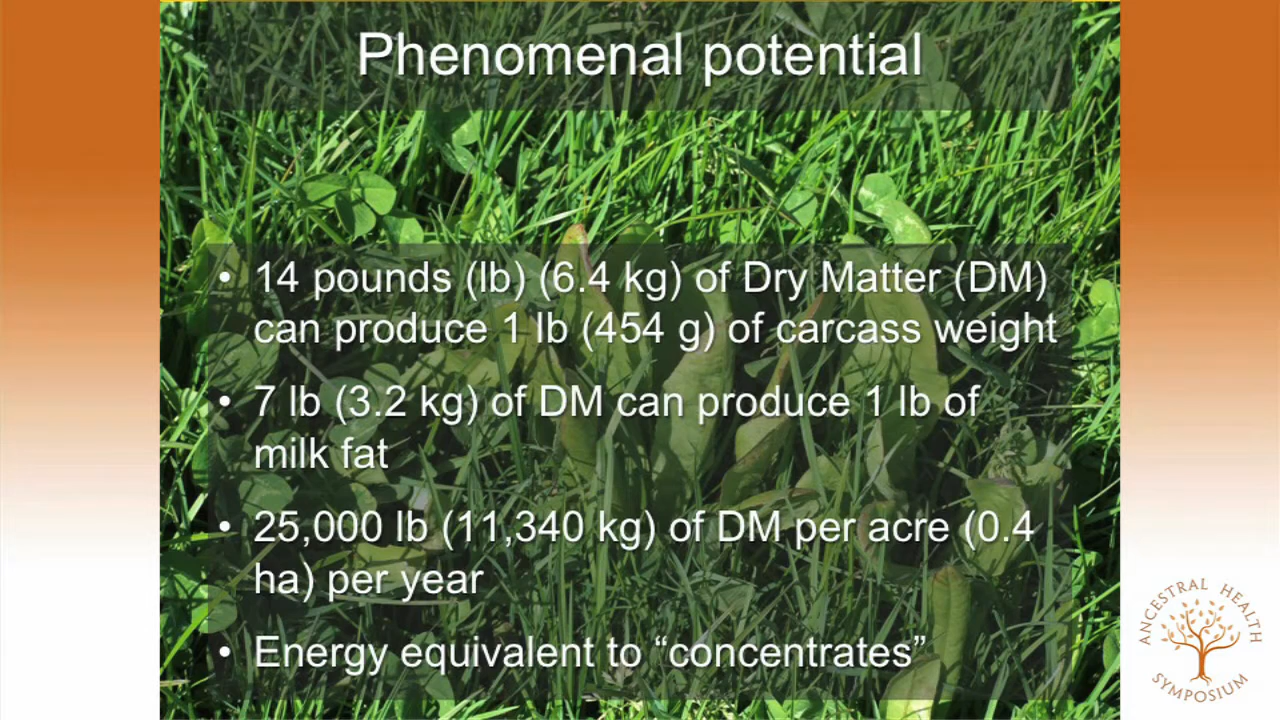 Phenomenal potential
• 14 pounds (lb) (6.4 kg) of Dry Matter (DM)
can produce 1 lb (454 g) of carcass weight
• 7 lb (3.2 kg) of DM can produce 1 lb of
milk fat
• 25,000 lb (11,340 kg) of DM per acre (0.4
ha) per year
• Energy equivalent to “concentrates”
ANCESTRAL HEALTH
SYMPOSIUM